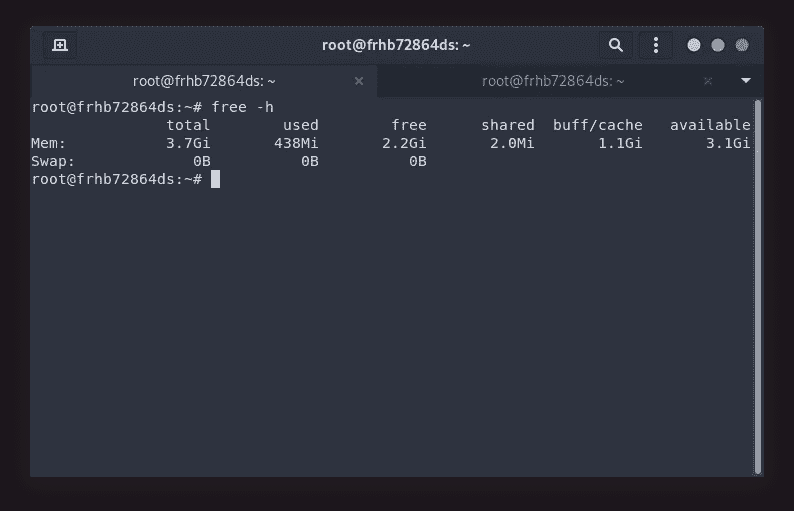 root@frhb72864ds: ~
root@frhb72864ds: ~ × root@frhb72864ds: ~ ×
root@frhb72864ds:~# free -h
total used free shared buff/cache available
Mem: 3.7Gi 438Mi 2.2Gi 2.0Mi 1.1Gi 3.1Gi
Swap: 0B 0B 0B
root@frhb72864ds:~#